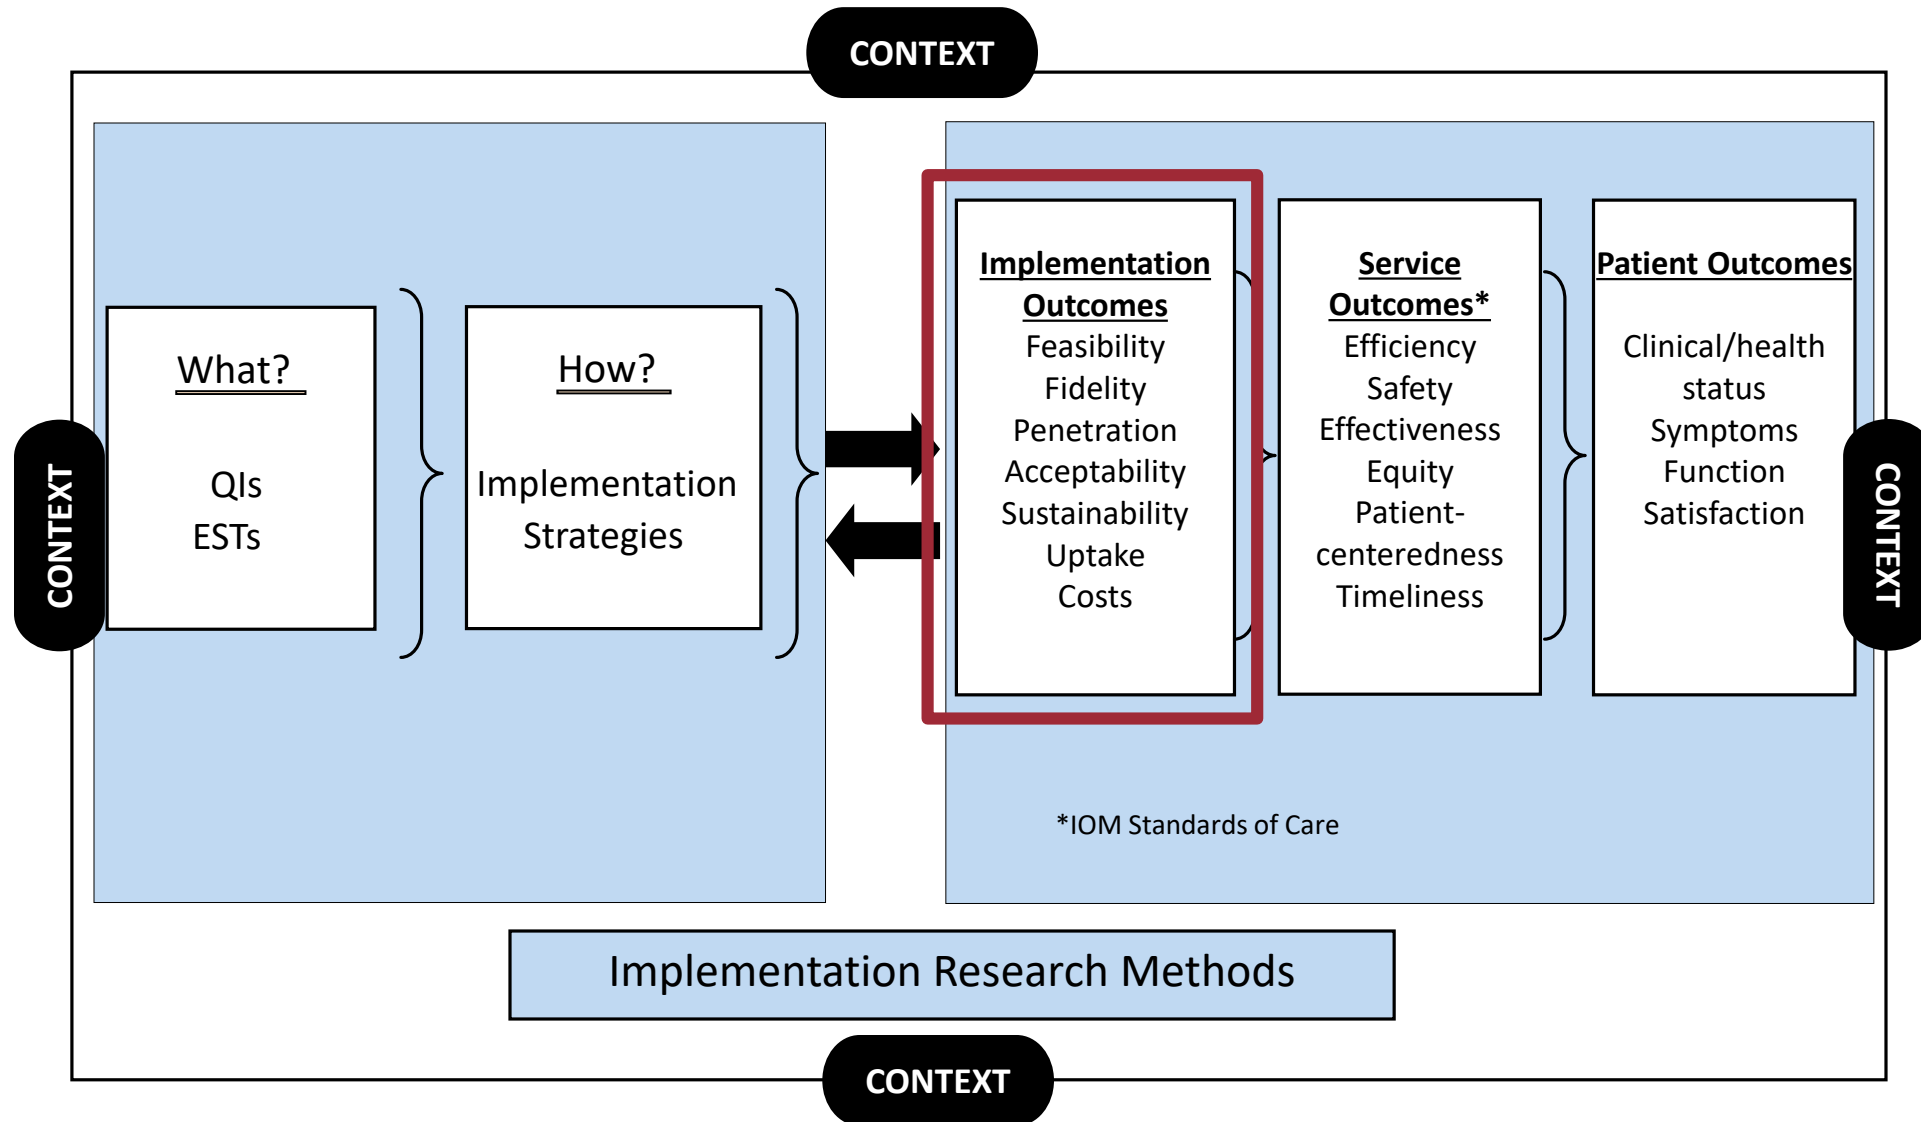 CONTEXT
CONTEXT
What?
QIs
ESTs
How?
Implementation
Strategies
Implementation
Outcomes
Feasibility
Fidelity
Penetration
Acceptability
Sustainability
Uptake
Costs
Service
Outcomes*
Efficiency
Safety
Effectiveness
Equity
Patient-
centeredness
Timeliness
Patient Outcomes
Clinical/health
status
Symptoms
Function
Satisfaction
CONTEXT
*IOM Standards of Care
Implementation Research Methods
CONTEXT